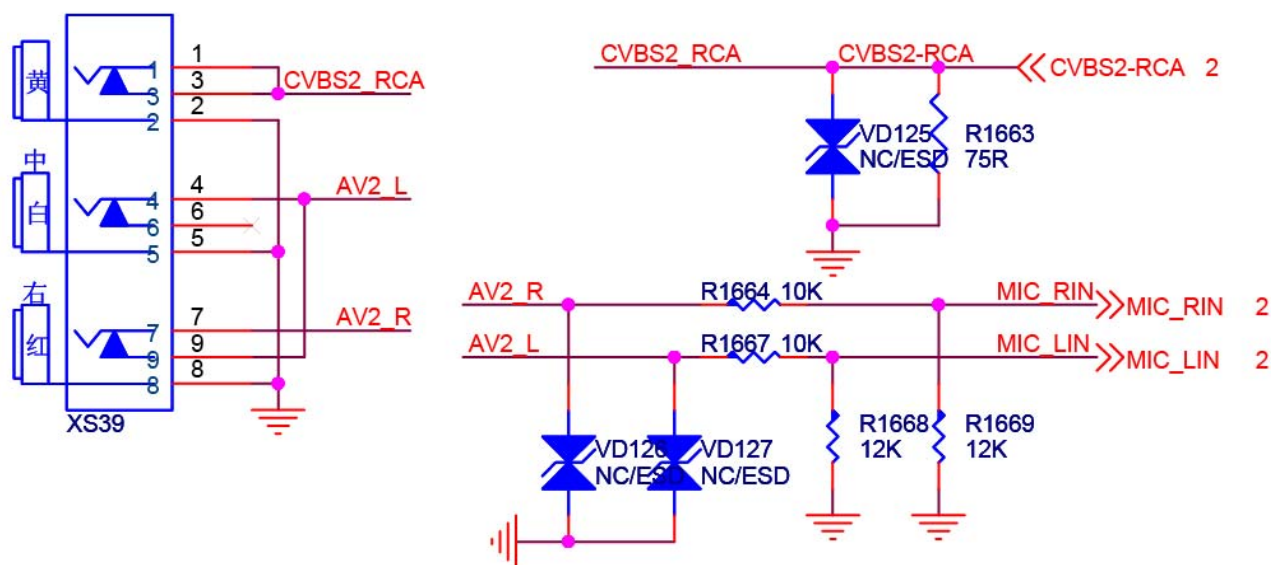 黄
1
3
2
1
3
2
CVBS2_RCA
中
白
4
6
5
4
6
5
AV2_L
右
红
7
9
8
7
9
8
AV2_R
XS39
CVBS2_RCA
CVBS2-RCA
CVBS2-RCA 2
VD125
NC/ESD
R1663
75R
AV2_R
R1664 10K
MIC_RIN
MIC_RIN 2
AV2_L
R1667 10K
MIC_LIN
MIC_LIN 2
VD126
NC/ESD
VD127
NC/ESD
R1668
12K
R1669
12K